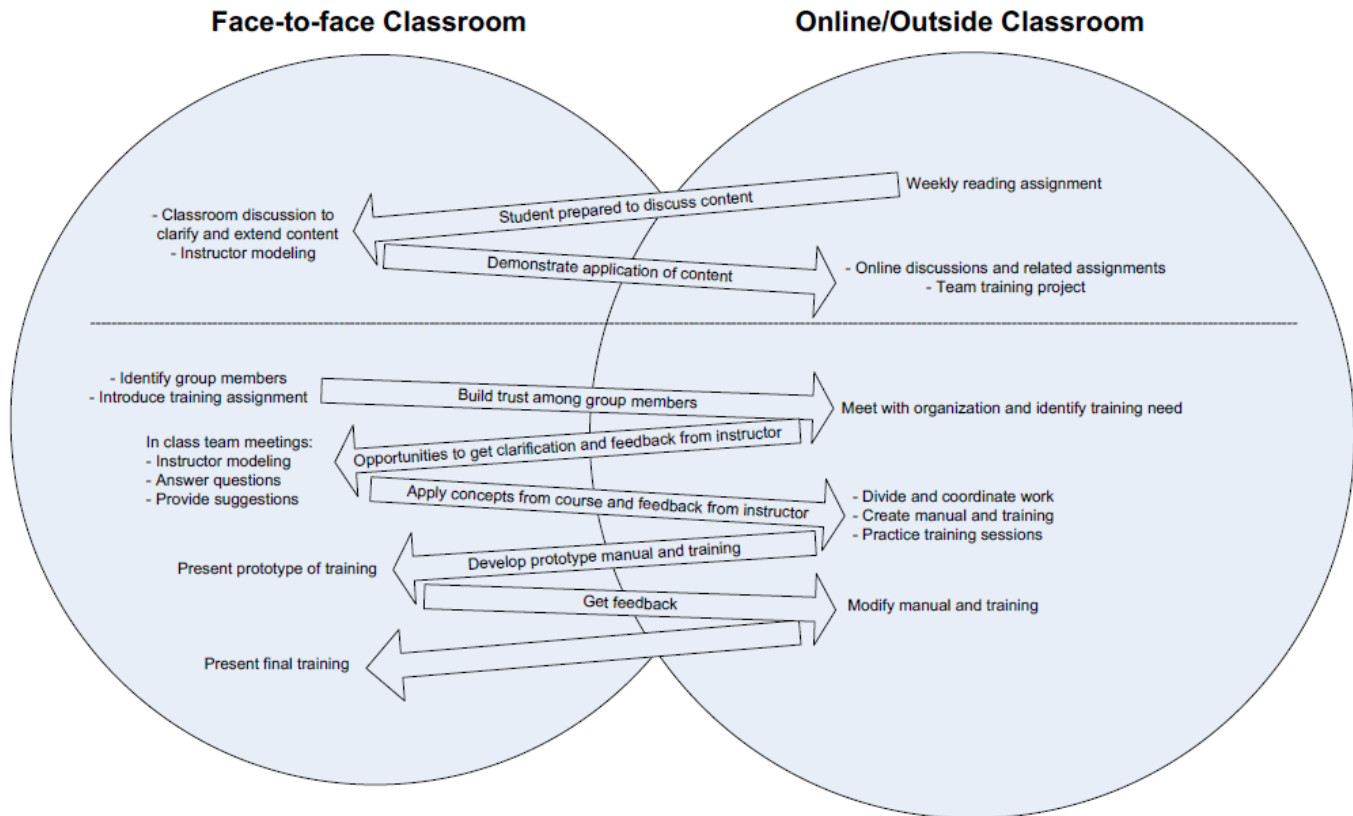 Face-to-face Classroom
Online/Outside Classroom
Weekly reading assignment
Student prepared to discuss content
- Classroom discussion to
clarify and extend content
- Instructor modeling
Demonstrate application of content
- Online discussions and related assignments
- Team training project
- Identify group members
- Introduce training assignment
Build trust among group members
Meet with organization and identify training need
Opportunities to get clarification and feedback from instructor
In class team meetings:
- Instructor modeling
- Answer questions
- Provide suggestions
Apply concepts from course and feedback from instructor
- Divide and coordinate work
- Create manual and training
- Practice training sessions
Develop prototype manual and training
Present prototype of training
Get feedback
Modify manual and training
Present final training